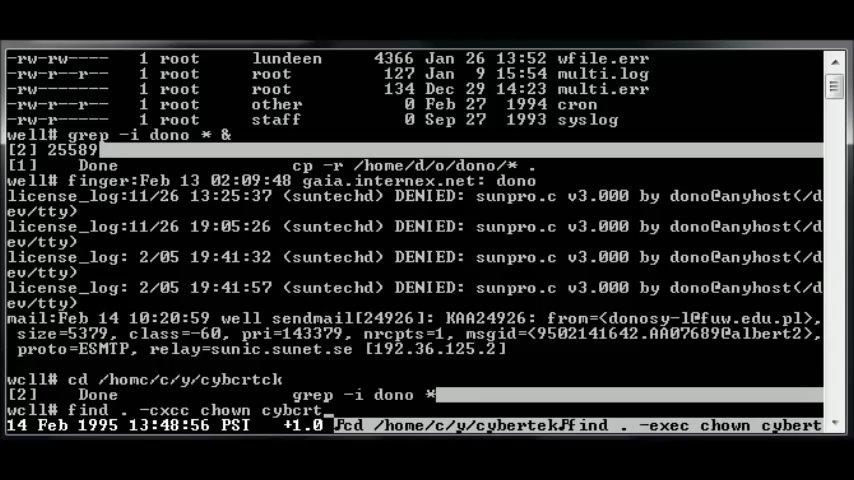 -rw-rw---- 1 root lundeen 4366 Jan 26 13:52 wfile.err
-rw-r--r-- 1 root root 127 Jan 9 15:54 multi.log
-rw-r--r-- 1 root root 134 Dec 29 14:23 multi.err
-rw-r--r-- 1 root other 0 Feb 27 1994 cron
-rw-r--r-- 1 root staff 0 Sep 27 1993 syslog
well# grep -i dono * &
[2] 25589
[1] Done cp -r /home/d/o/dono/* .
well# finger:Feb 13 02:09:48 gaia.internex.net: dono
license_log:11/26 13:25:37 (suntechd) DENIED: sunpro.c v3.000 by dono@anyhost(/d
ev/tty)
license_log:11/26 19:05:26 (suntechd) DENIED: sunpro.c v3.000 by dono@anyhost(/d
ev/tty)
license_log: 2/05 19:41:32 (suntechd) DENIED: sunpro.c v3.000 by dono@anyhost(/d
ev/tty)
license_log: 2/05 19:41:57 (suntechd) DENIED: sunpro.c v3.000 by dono@anyhost(/d
ev/tty)
mail:Feb 14 10:20:59 well sendmail[24926]: KAA24926: from=<donosy-l@fuw.edu.pl>,
size=5379, class=-60, pri=143379, nrcpts=1, msgid=<9502141642.AA07689@albert2>,
proto=ESMTP, relay=sunic.sunet.se [192.36.125.2]
well# cd /home/c/y/cybertek
[2] Done grep -i dono *
well# find . -exec chown cybert_
14 Feb 1995 13:48:56 PST +1.0 ♪cd /home/c/y/cybertek♪find . -exec chown cybert